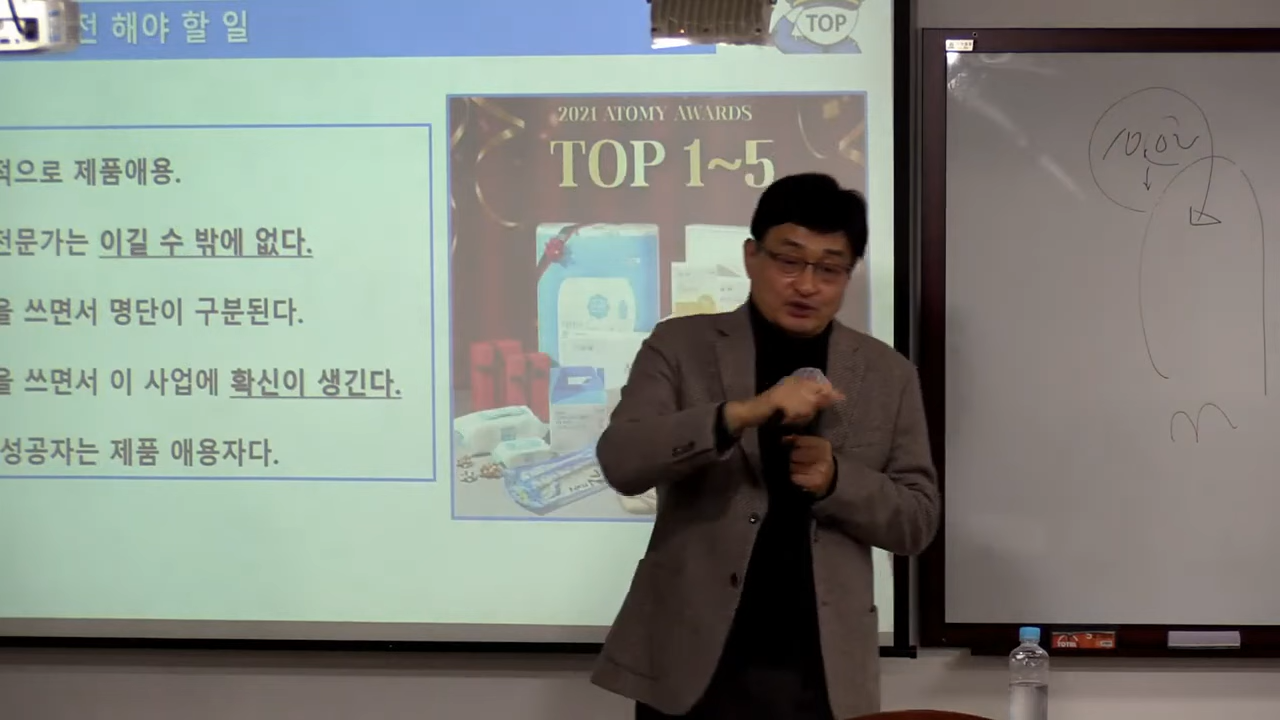 전 해야 할 일
TOP
적으로 제품애용.
전문가는 이길 수 밖에 없다.
을 쓰면서 명단이 구분된다.
을 쓰면서 이 사업에 확신이 생긴다.
성공자는 제품 애용자다.
2021 ATOMY AWARDS
TOP 1~5